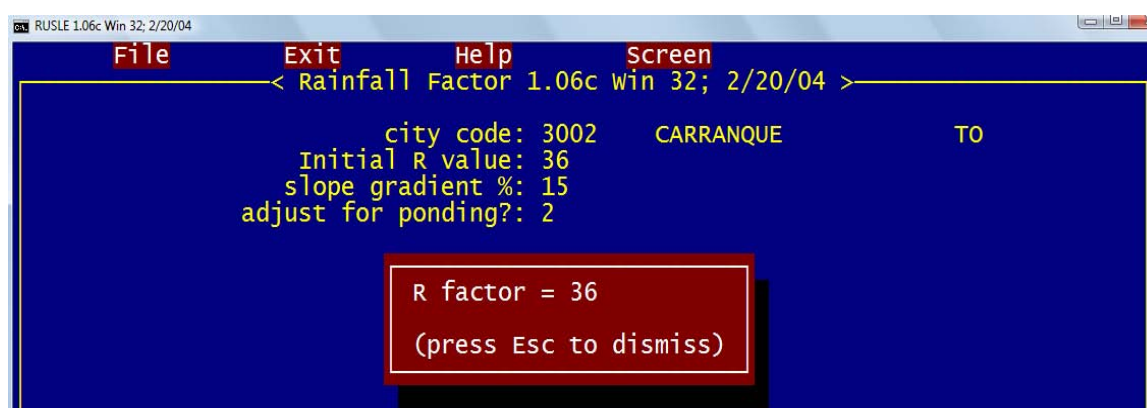 RUSLE 1.06c Win 32; 2/20/04
File Exit Help Screen
< Rainfall Factor 1.06c Win 32; 2/20/04 >
city code: 3002 CARRANQUE TO
Initial R value: 36
slope gradient %: 15
adjust for ponding?: 2
R factor = 36
(press Esc to dismiss)